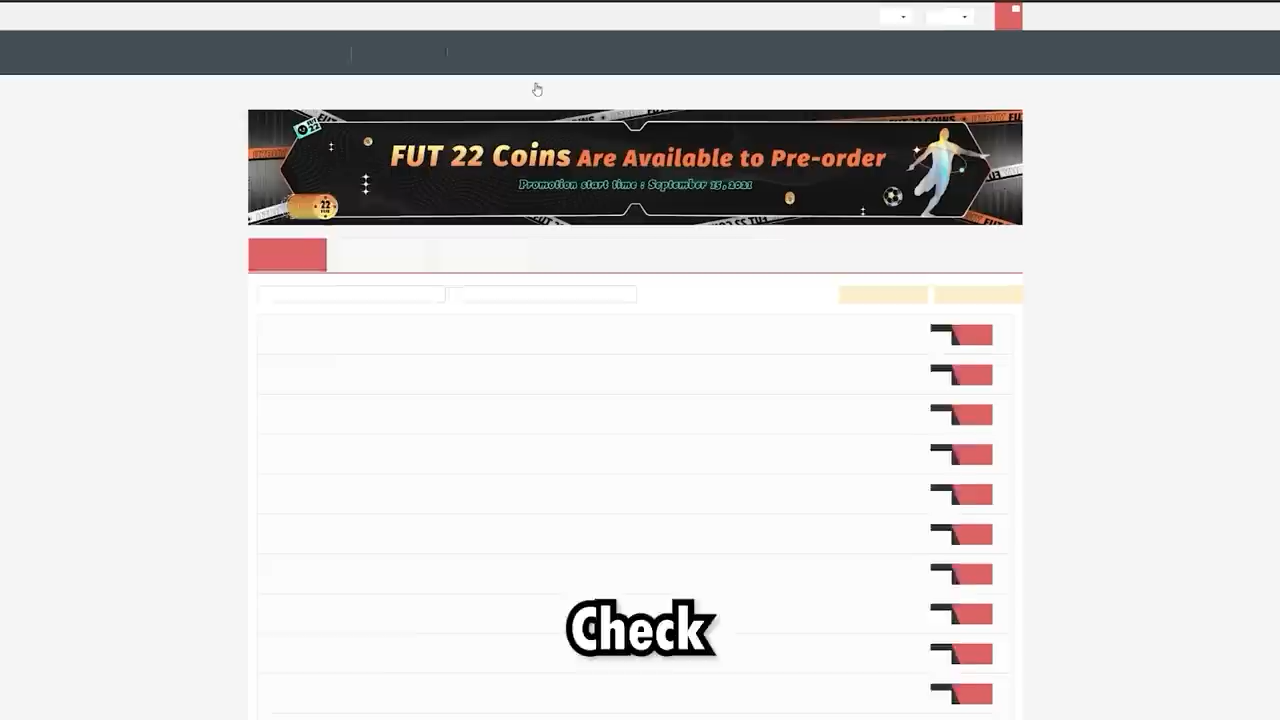 FUT 22 Coins Are Available to Pre-order
Promotion start time : September 15, 2021
22
Check